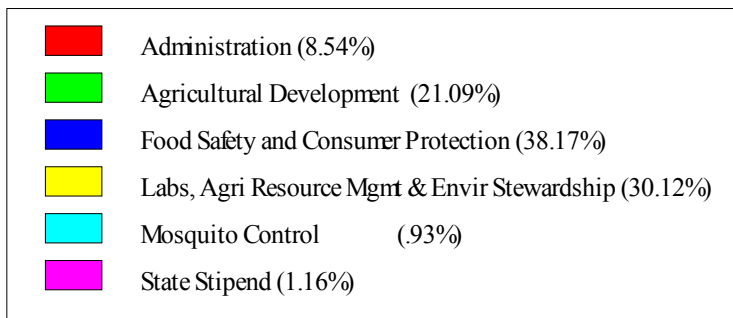 Administration (8.54%)
Agricultural Development (21.09%)
Food Safety and Consumer Protection (38.17%)
Labs, Agri Resource Mgmt & Envir Stewardship (30.12%)
Mosquito Control (.93%)
State Stipend (1.16%)